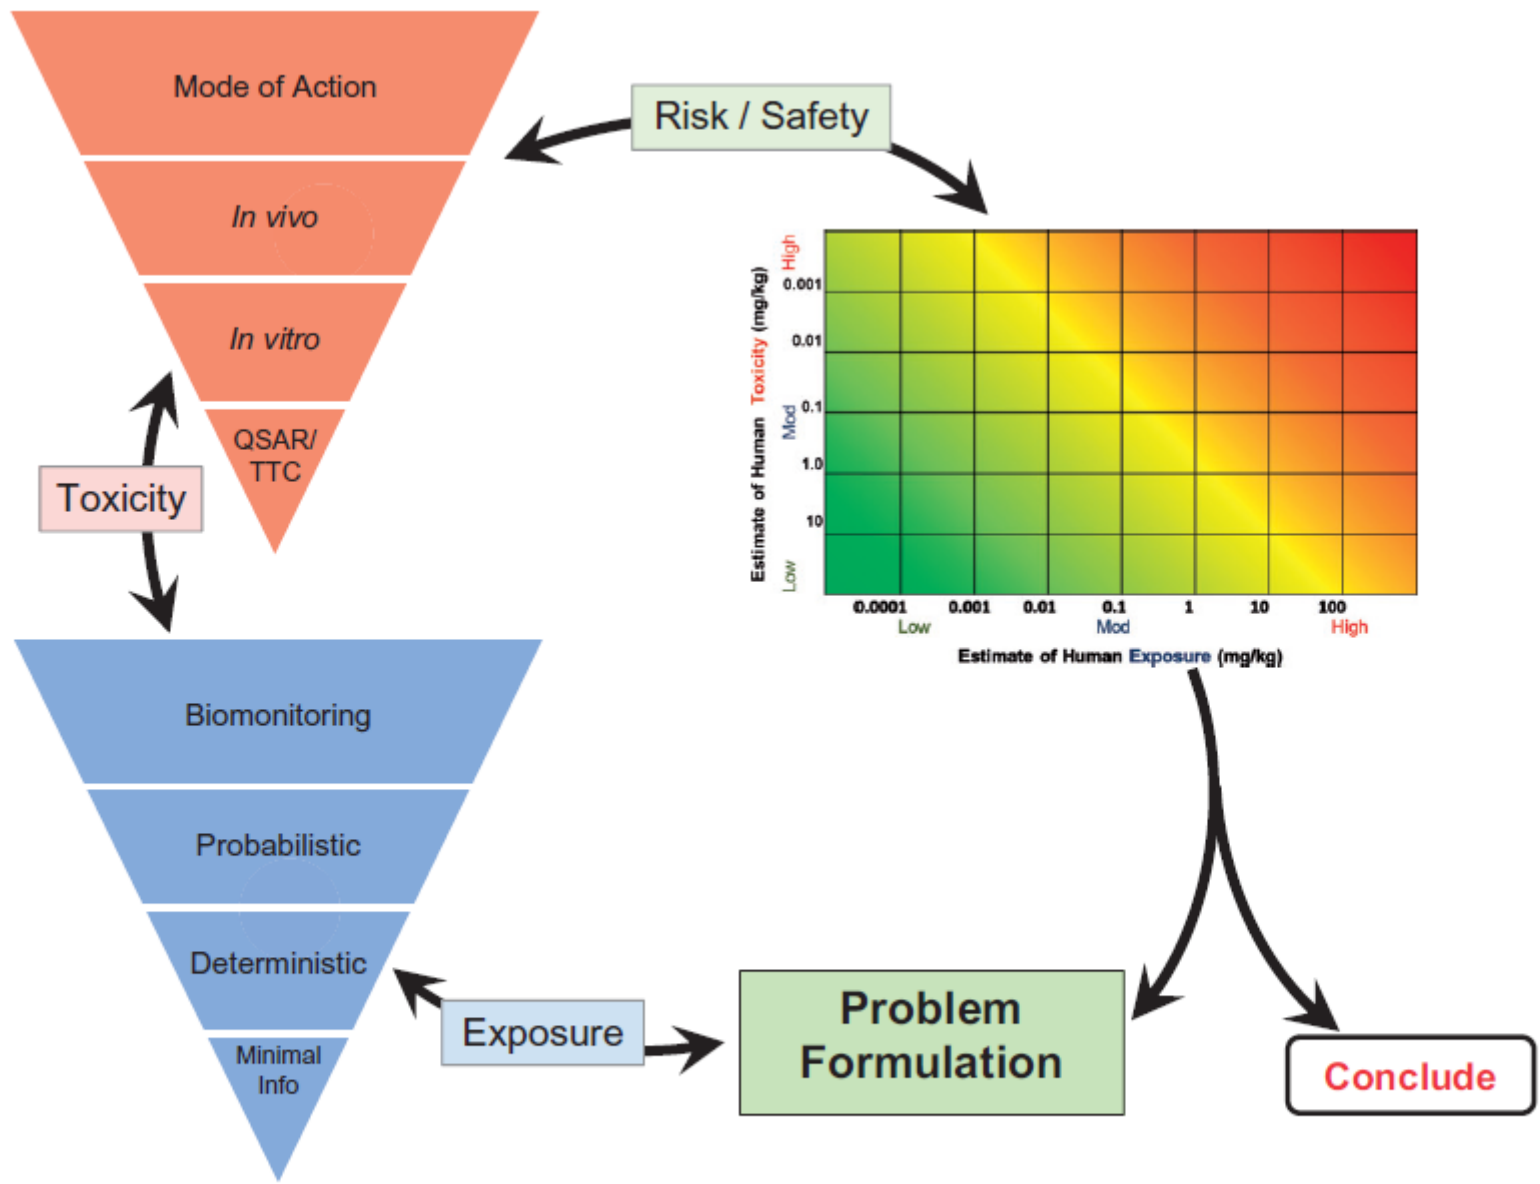 Mode of Action
In vivo
In vitro
QSAR/
TTC
Toxicity
Risk / Safety
Estimate of Human Toxicity (mg/kg)
High
Mod
Low
0.001
0.01
0.1
1.0
10
0.0001 0.001 0.01 0.1 1 10 100
Low Mod High
Estimate of Human Exposure (mg/kg)
Biomonitoring
Probabilistic
Deterministic
Minimal
Info
Exposure
Problem
Formulation
Conclude